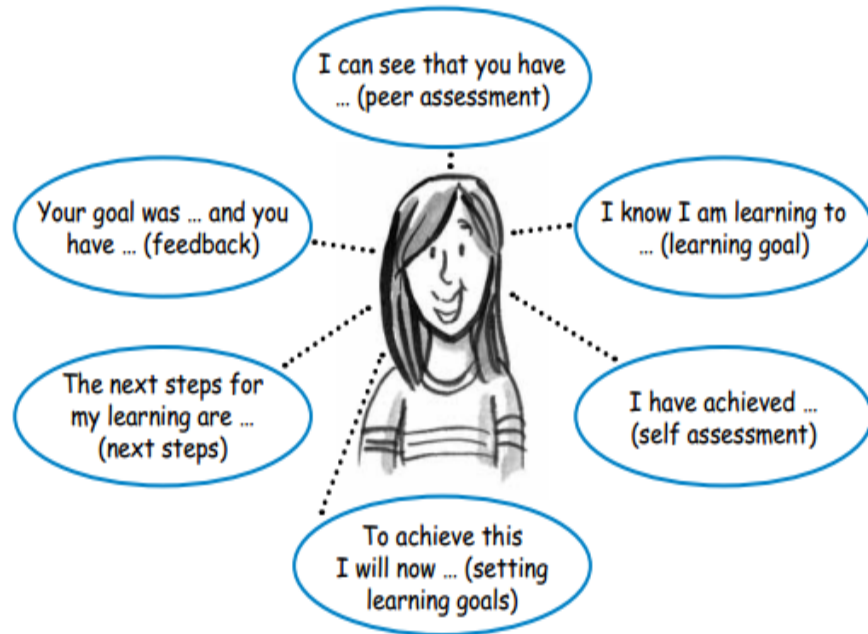 I can see that you have
... (peer assessment)
Your goal was ... and you
have ... (feedback)
I know I am learning to
... (learning goal)
The next steps for
my learning are ...
(next steps)
I have achieved ...
(self assessment)
To achieve this
I will now ... (setting
learning goals)